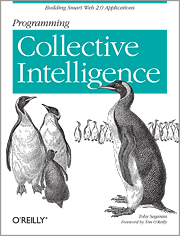 Building Smart Web 2.0 Applications
Programming
Collective
Intelligence
O'REILLY®
Toby Segaran
Foreword by Tim O'Reilly